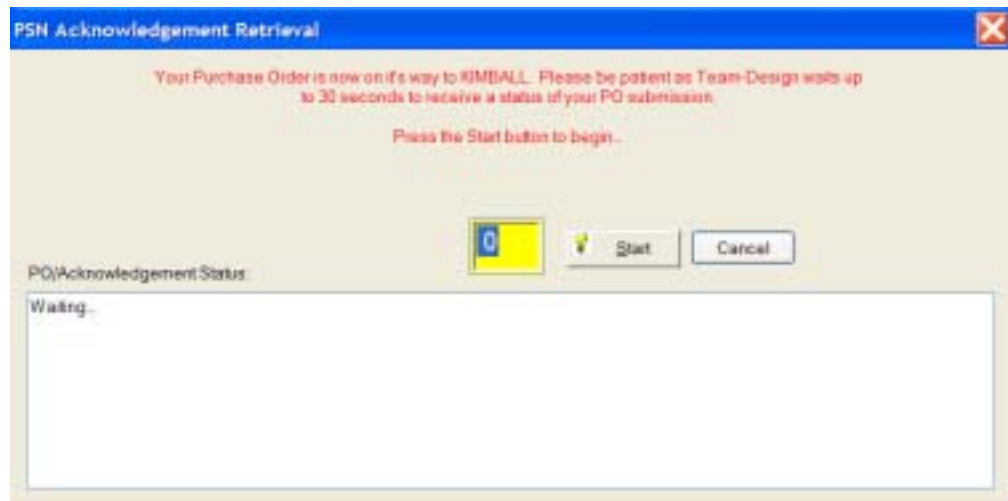 PSN Acknowledgement Retrieval
Your Purchase Order is now on it's way to KIMBALL. Please be patient as Team-Design waits up
to 30 seconds to receive a status of your PO submission.
Press the Start button to begin...
0
Start
Cancel
PO/Acknowledgement Status:
Waiting...